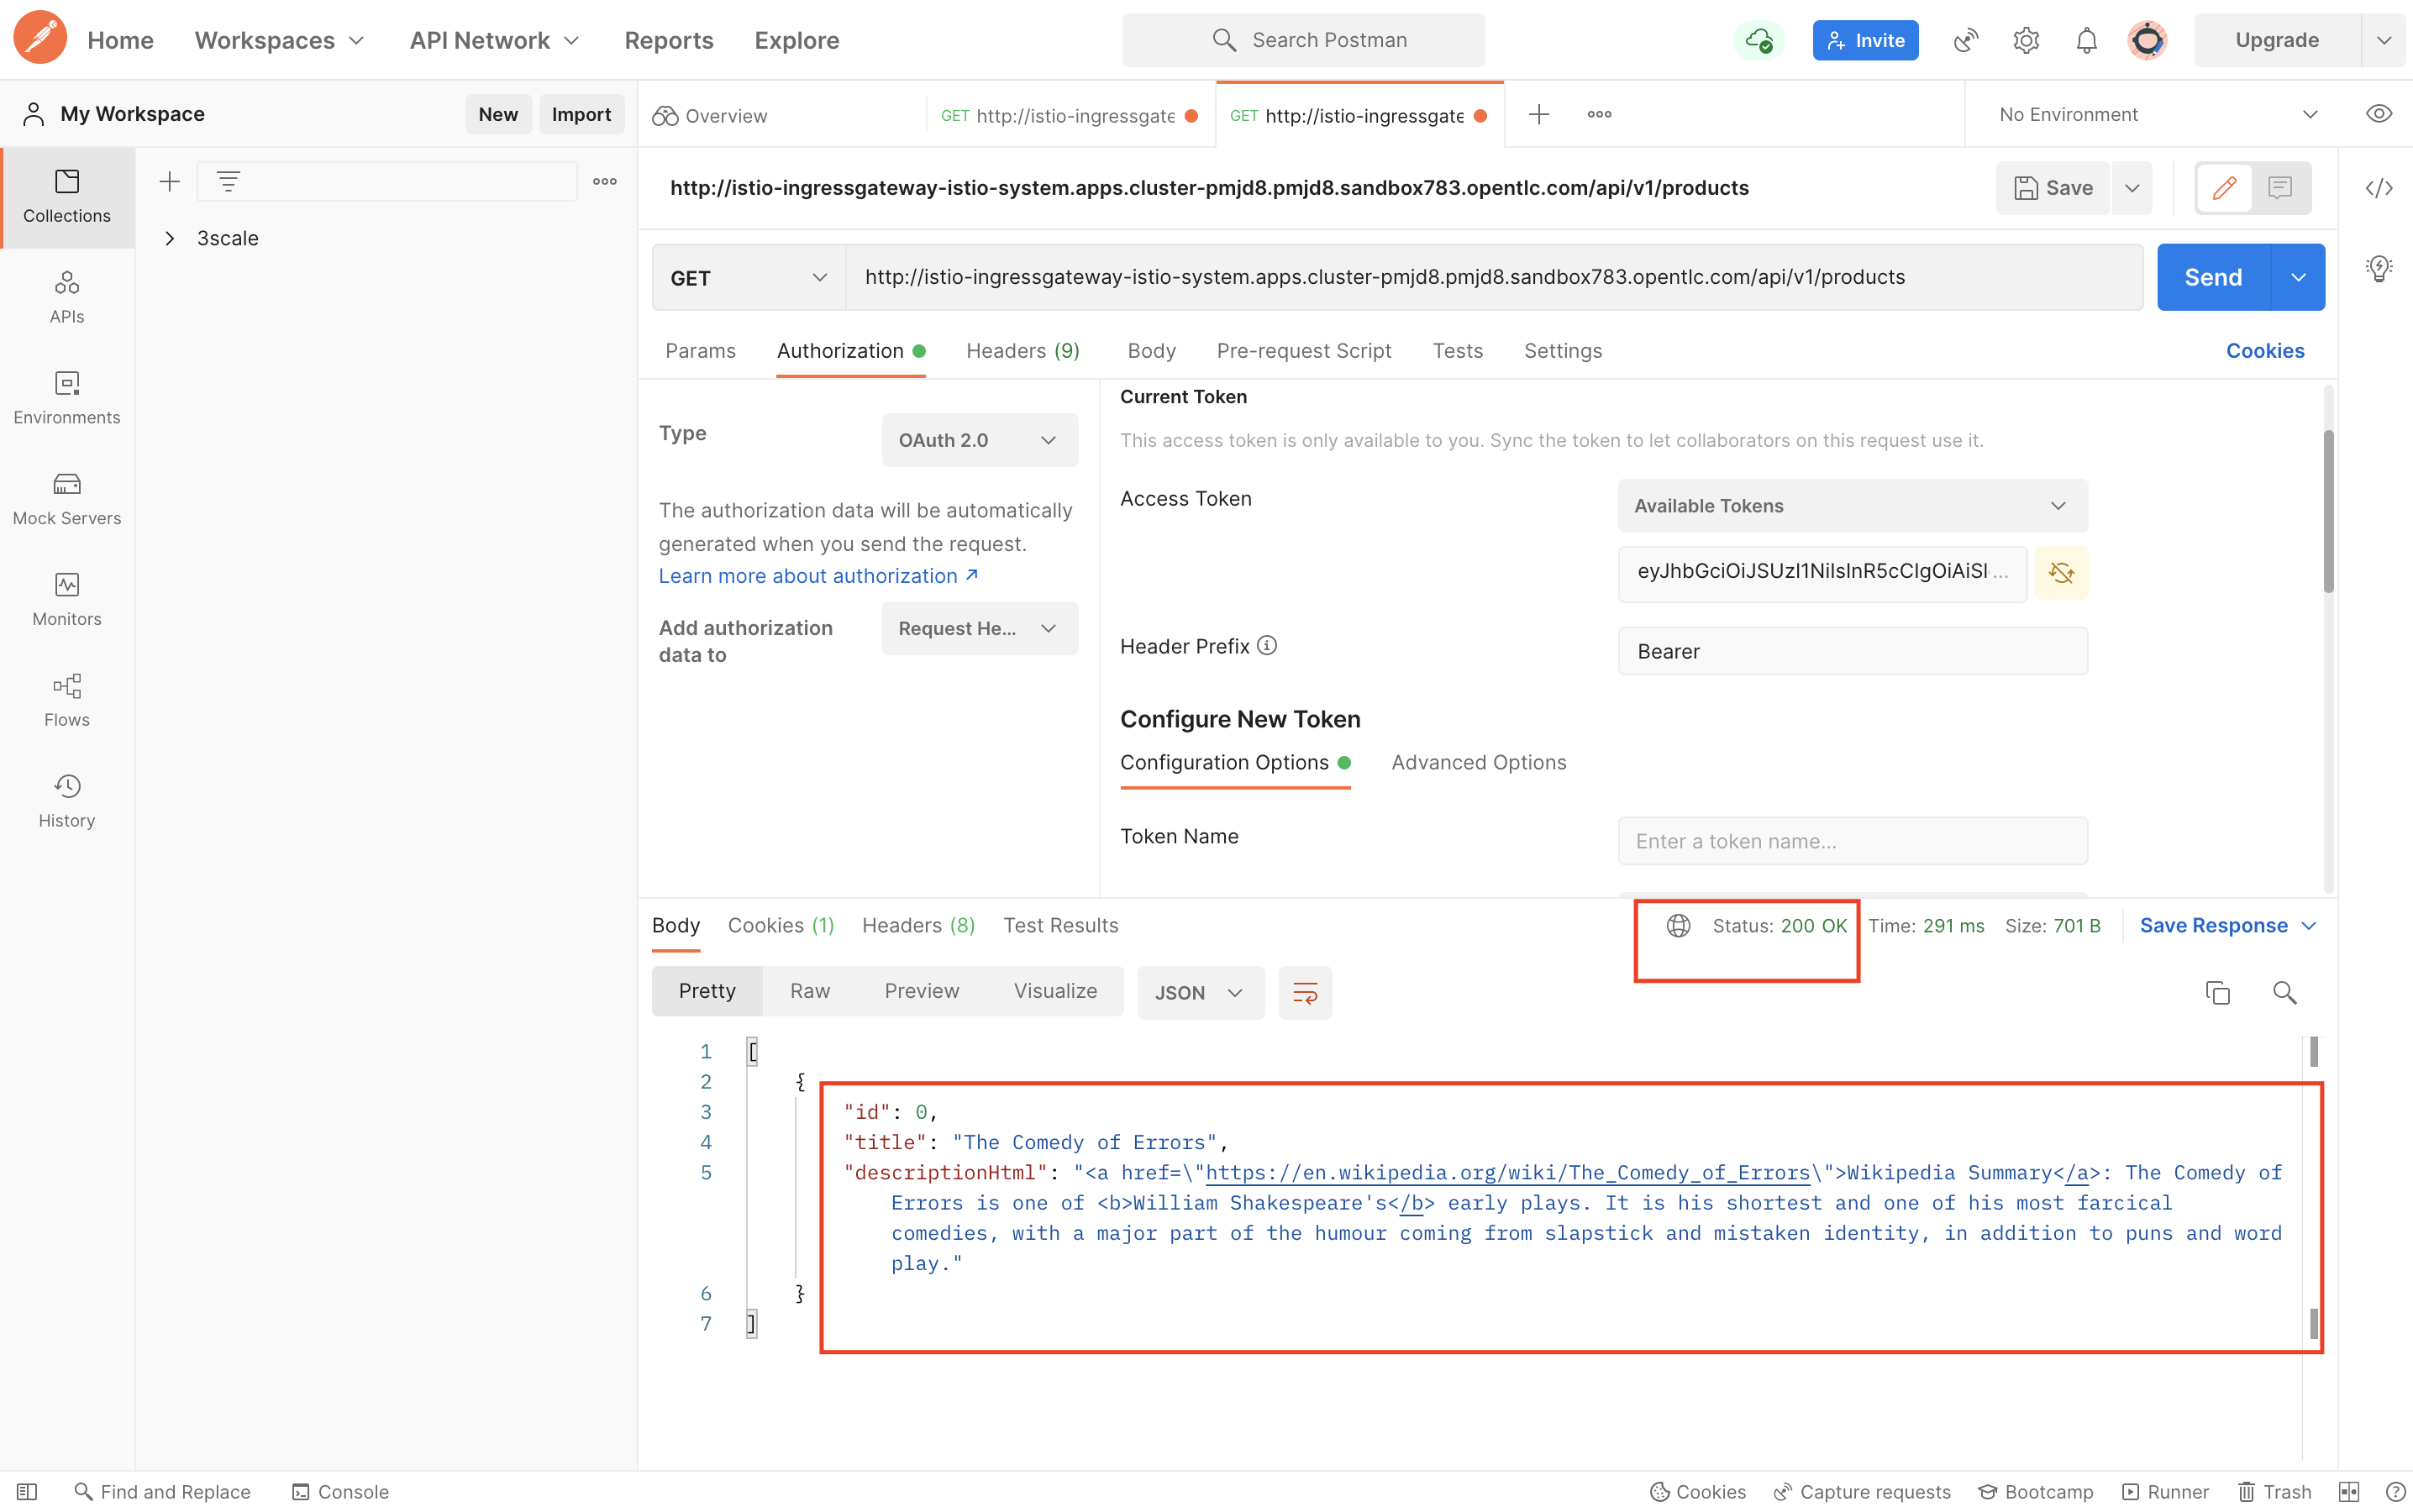 Home Workspaces API Network Reports Explore Search Postman Invite Upgrade
My Workspace New Import Overview GET http://istio-ingressgate GET http://istio-ingressgate No Environment
Collections
3scale
APIs
Environments
Mock Servers
Monitors
Flows
History
http://istio-ingressgateway-istio-system.apps.cluster-pmjd8.pmjd8.sandbox783.opentlc.com/api/v1/products Save
GET http://istio-ingressgateway-istio-system.apps.cluster-pmjd8.pmjd8.sandbox783.opentlc.com/api/v1/products Send
Params Authorization Headers (9) Body Pre-request Script Tests Settings Cookies
Type OAuth 2.0
The authorization data will be automatically
generated when you send the request.
Learn more about authorization ↗
Add authorization
data to
Request He...
Current Token
This access token is only available to you. Sync the token to let collaborators on this request use it.
Access Token Available Tokens
eyJhbGciOiJSUzI1NiIsInR5cCIgOiAiSl...
Header Prefix Bearer
Configure New Token
Configuration Options Advanced Options
Token Name Enter a token name...
Body Cookies (1) Headers (8) Test Results Status: 200 OK Time: 291 ms Size: 701 B Save Response
Pretty Raw Preview Visualize JSON
1 [
2 {
3 "id": 0,
4 "title": "The Comedy of Errors",
5 "descriptionHtml": "<a href=\"https://en.wikipedia.org/wiki/The_Comedy_of_Errors\">Wikipedia Summary</a>: The Comedy of
Errors is one of <b>William Shakespeare's</b> early plays. It is his shortest and one of his most farcical
comedies, with a major part of the humour coming from slapstick and mistaken identity, in addition to puns and word
play."
6 }
7 ]
Find and Replace Console Cookies Capture requests Bootcamp Runner Trash